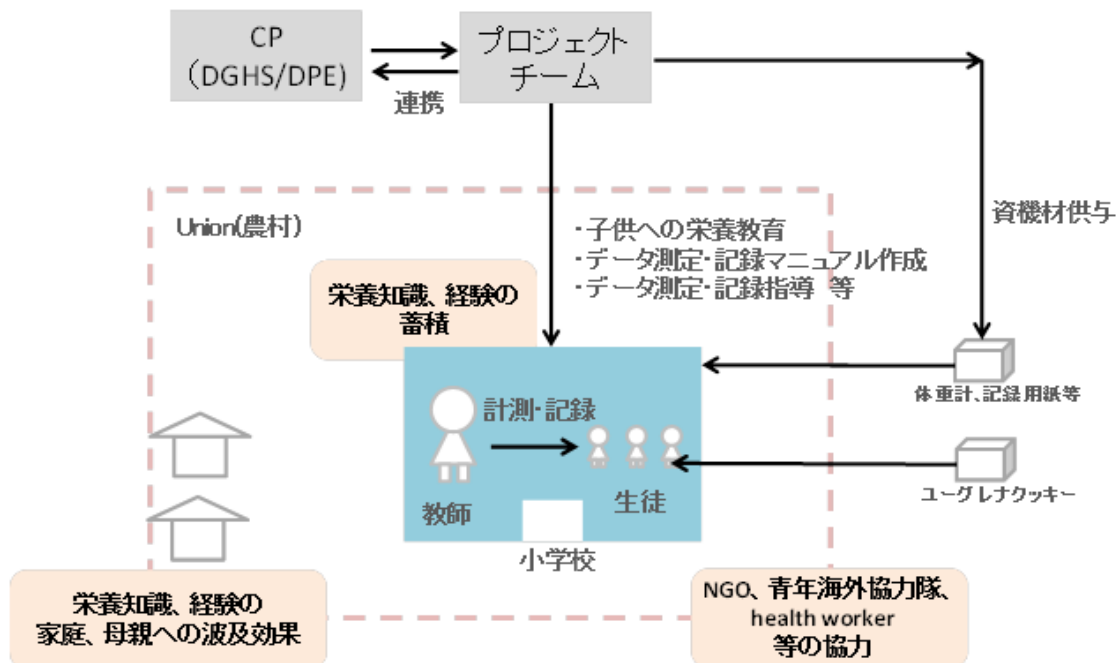 CP
（DGHS/DPE)
プロジェクト
チーム
連携
Union(農村）
資機材供与
・子供への栄養教育
・データ測定・記録マニュアル作成
・データ測定・記録指導　等
栄養知識、経験の
蓄積
計測・記録
教師
生徒
小学校
体重計、記録用紙等
ユーグレナクッキー
栄養知識、経験の
家庭、母親への波及効果
NGO、青年海外協力隊、
health worker
等の協力